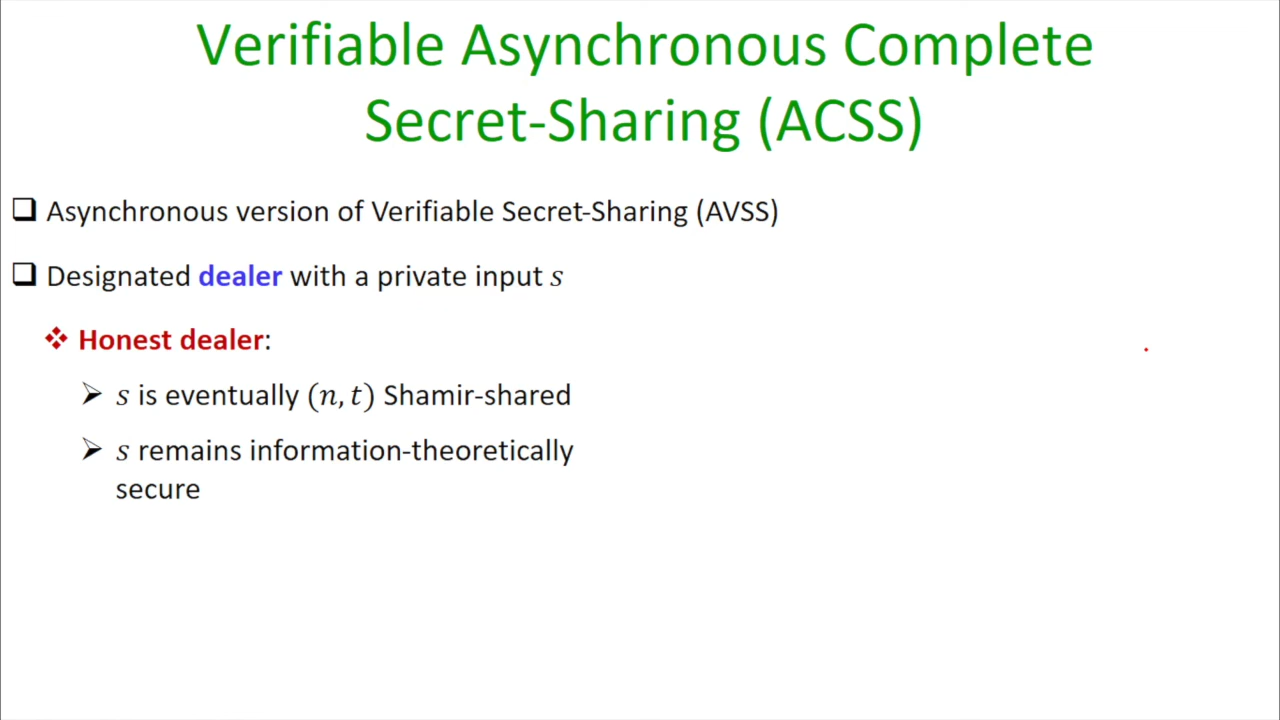 Verifiable Asynchronous Complete
Secret-Sharing (ACSS)
Asynchronous version of Verifiable Secret-Sharing (AVSS)
Designated dealer with a private input s
Honest dealer:
s is eventually (n, t) Shamir-shared
s remains information-theoretically
secure